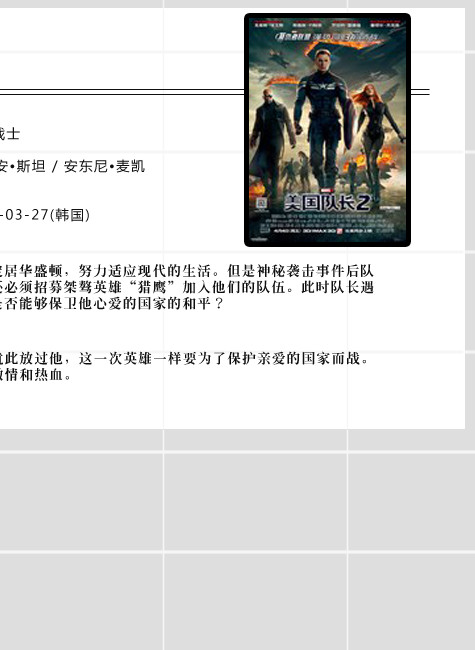 美国队长2
战士
安•斯坦 / 安东尼•麦凯
-03-27(韩国)
定居华盛顿，努力适应现代的生活。但是神秘袭击事件后队
还必须招募桀骜英雄“猎鹰”加入他们的队伍。此时队长遇
是否能够保卫他心爱的国家的和平？
就此放过他，这一次英雄一样要为了保护亲爱的国家而战。
激情和热血。